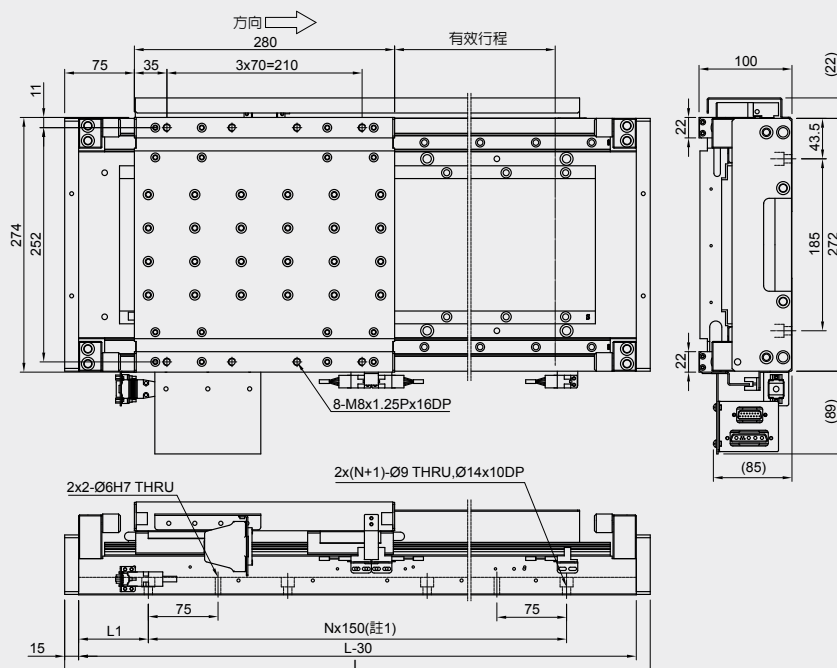 方向
280
有效行程
75
35
3x70=210
11
274
252
8-M8x1.25Px16DP
100
(22)
22
43.5
185
272
22
(89)
(85)
2x2-Ø6H7 THRU
2x(N+1)-Ø9 THRU,Ø14x10DP
75
75
L1
Nx150(註1)
15
L-30
L